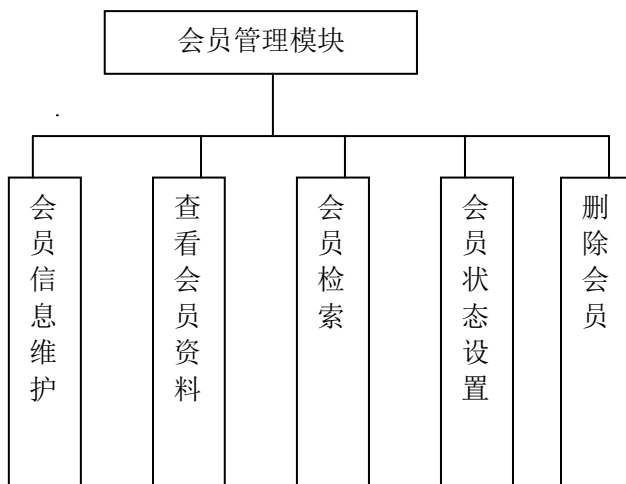 会员管理模块
会员信息维护
查看会员资料
会员检索
会员状态设置
删除会员